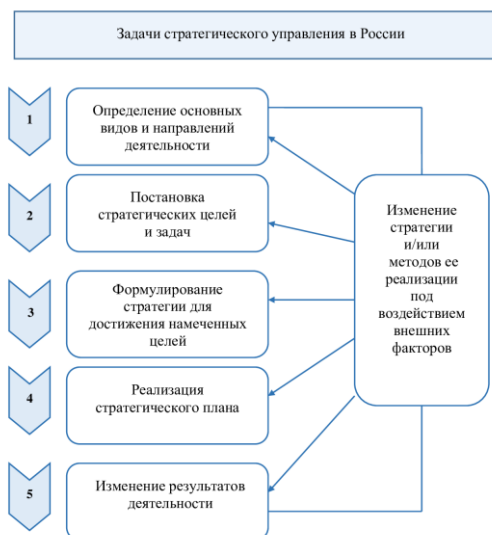 Задачи стратегического управления в России
1
Определение основных
видов и направлений
деятельности
2
Постановка
стратегических целей
и задач
3
Формулирование
стратегии для
достижения намеченных
целей
4
Реализация
стратегического плана
5
Изменение результатов
деятельности
Изменение
стратегии
и/или
методов ее
реализации
под
воздействием
внешних
факторов